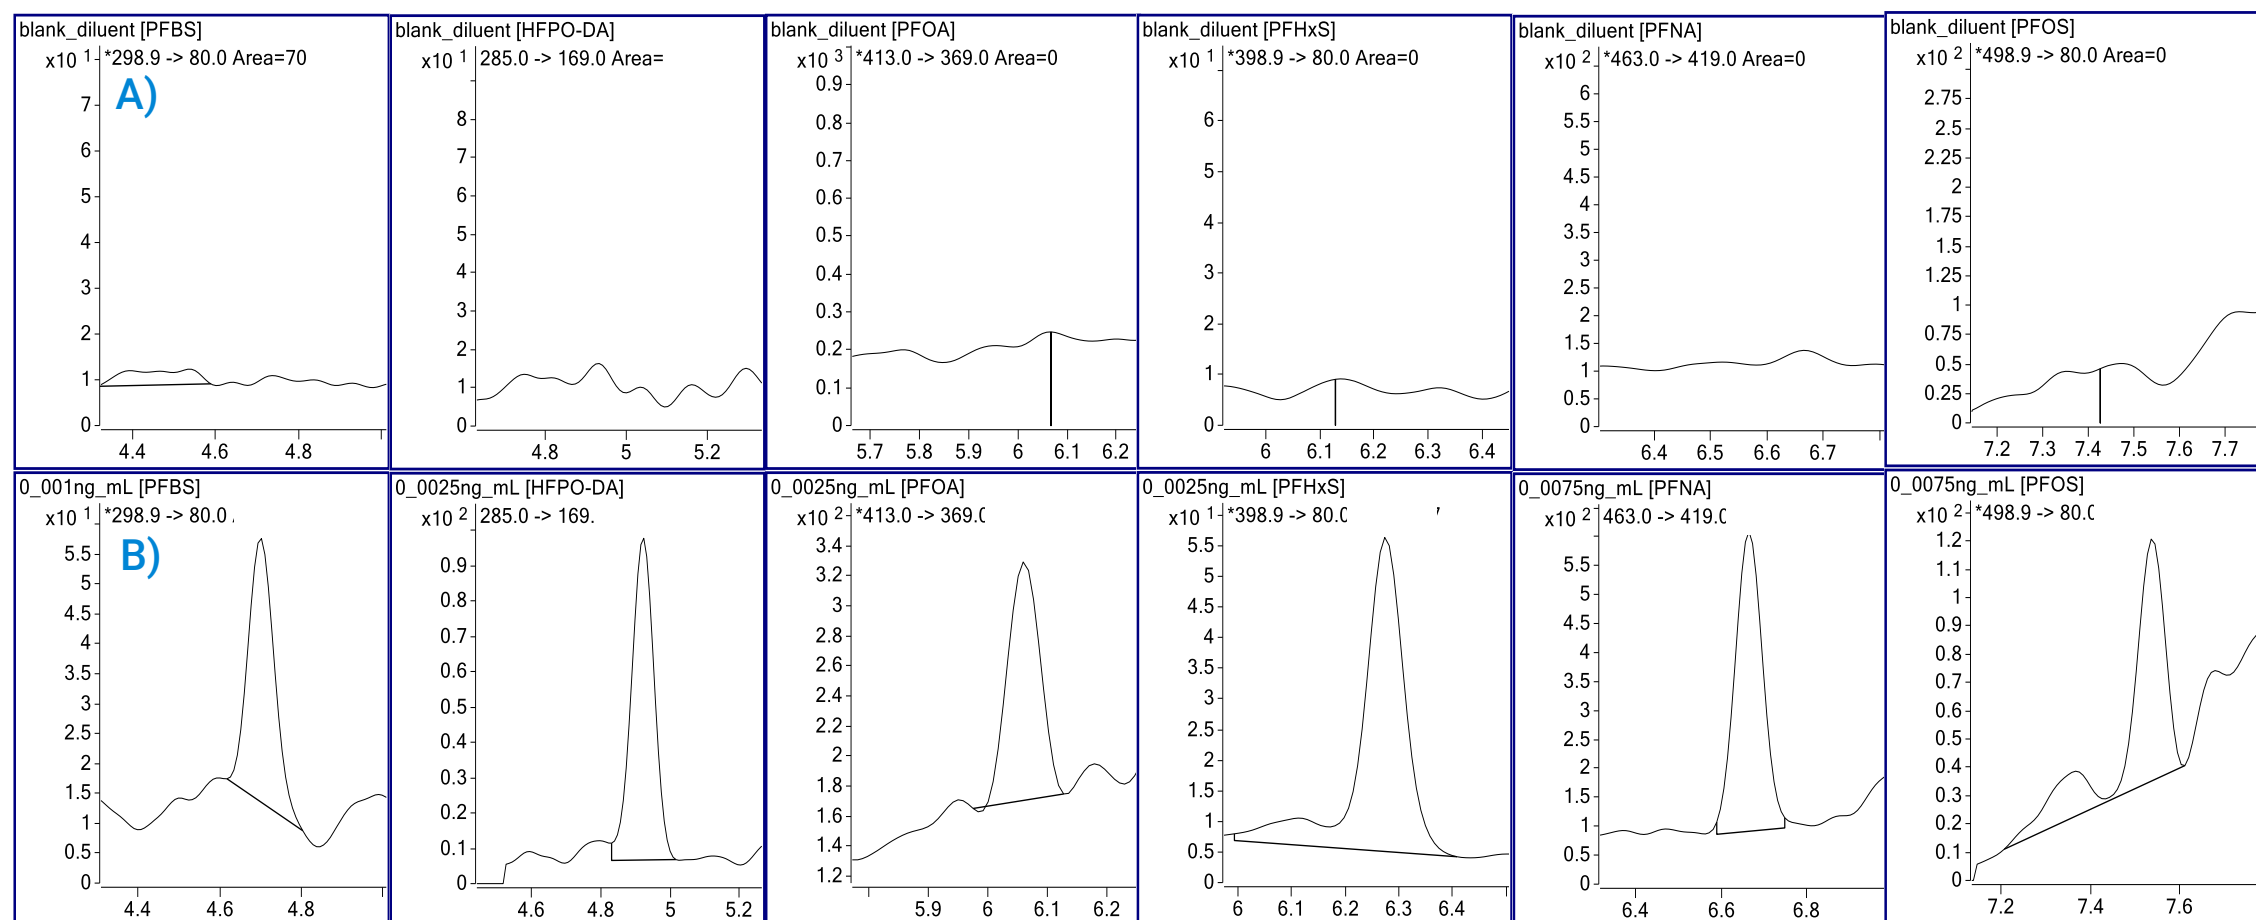 blank_diluent [PFBS]
x10 1
*298.9 -> 80.0 Area=70
A)
7
6
5
4
3
2
1
0
4.4 4.6 4.8
blank_diluent [HFPO-DA]
x10 1
285.0 -> 169.0 Area=
8
7
6
5
4
3
2
1
0
4.8 5 5.2
blank_diluent [PFOA]
x10 3
*413.0 -> 369.0 Area=0
0.9
0.8
0.7
0.6
0.5
0.4
0.3
0.2
0.1
0
5.7 5.8 5.9 6 6.1 6.2
blank_diluent [PFHxS]
x10 1
*398.9 -> 80.0 Area=0
6
5
4
3
2
1
0
6 6.1 6.2 6.3 6.4
blank_diluent [PFNA]
x10 2
*463.0 -> 419.0 Area=0
6
5.5
5
4.5
4
3.5
3
2.5
2
1.5
1
0.5
0
6.4 6.5 6.6 6.7
blank_diluent [PFOS]
x10 2
*498.9 -> 80.0 Area=0
2.75
2.5
2.25
2
1.75
1.5
1.25
1
0.75
0.5
0.25
0
7.2 7.3 7.4 7.5 7.6 7.7
0_001ng_mL [PFBS]
x10 1
*298.9 -> 80.0
B)
5.5
5
4.5
4
3.5
3
2.5
2
1.5
1
0.5
0
4.4 4.6 4.8
0_0025ng_mL [HFPO-DA]
x10 2
285.0 -> 169.
0.9
0.8
0.7
0.6
0.5
0.4
0.3
0.2
0.1
0
4.6 4.8 5 5.2
0_0025ng_mL [PFOA]
x10 2
*413.0 -> 369.0
3.4
3.2
3
2.8
2.6
2.4
2.2
2
1.8
1.6
1.4
1.2
5.9 6 6.1 6.2
0_0025ng_mL [PFHxS]
x10 1
*398.9 -> 80.0
5.5
5
4.5
4
3.5
3
2.5
2
1.5
1
0.5
0
6 6.1 6.2 6.3 6.4
0_0075ng_mL [PFNA]
x10 2
463.0 -> 419.0
5.5
5
4.5
4
3.5
3
2.5
2
1.5
1
0.5
0
6.4 6.6 6.8
0_0075ng_mL [PFOS]
x10 2
*498.9 -> 80.0
1.2
1.1
1
0.9
0.8
0.7
0.6
0.5
0.4
0.3
0.2
0.1
0
7.2 7.4 7.6